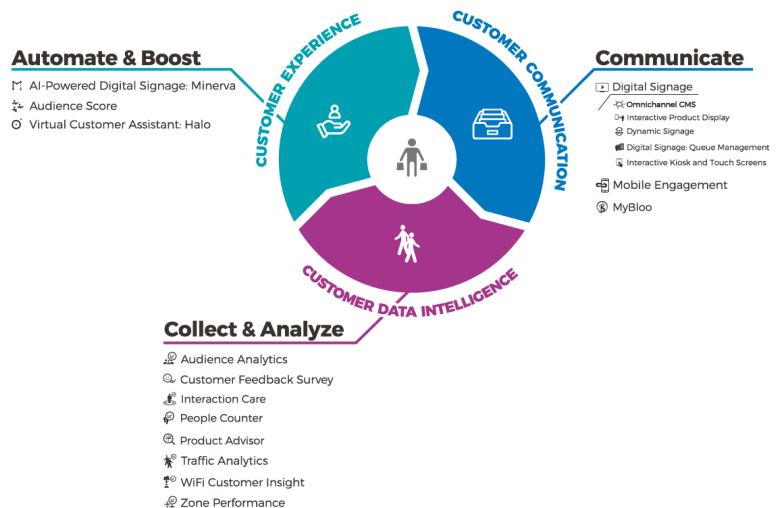 CUSTOMER EXPERIENCE
CUSTOMER COMMUNICATION
CUSTOMER DATA INTELLIGENCE
Automate & Boost
AI-Powered Digital Signage: Minerva
Audience Score
Virtual Customer Assistant: Halo
Communicate
Digital Signage
Omnichannel CMS
Interactive Product Display
Dynamic Signage
Digital Signage: Queue Management
Interactive Kiosk and Touch Screens
Mobile Engagement
MyBloo
Collect & Analyze
Audience Analytics
Customer Feedback Survey
Interaction Care
People Counter
Product Advisor
Traffic Analytics
WiFi Customer Insight
Zone Performance